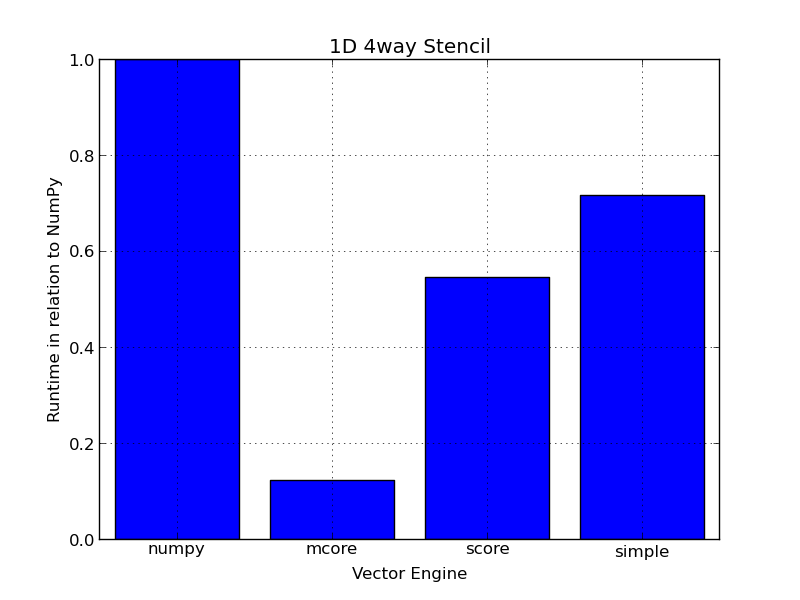 1D 4way Stencil
1.0
0.8
0.6
0.4
0.2
0.0
Runtime in relation to NumPy
numpy mcore score simple
Vector Engine